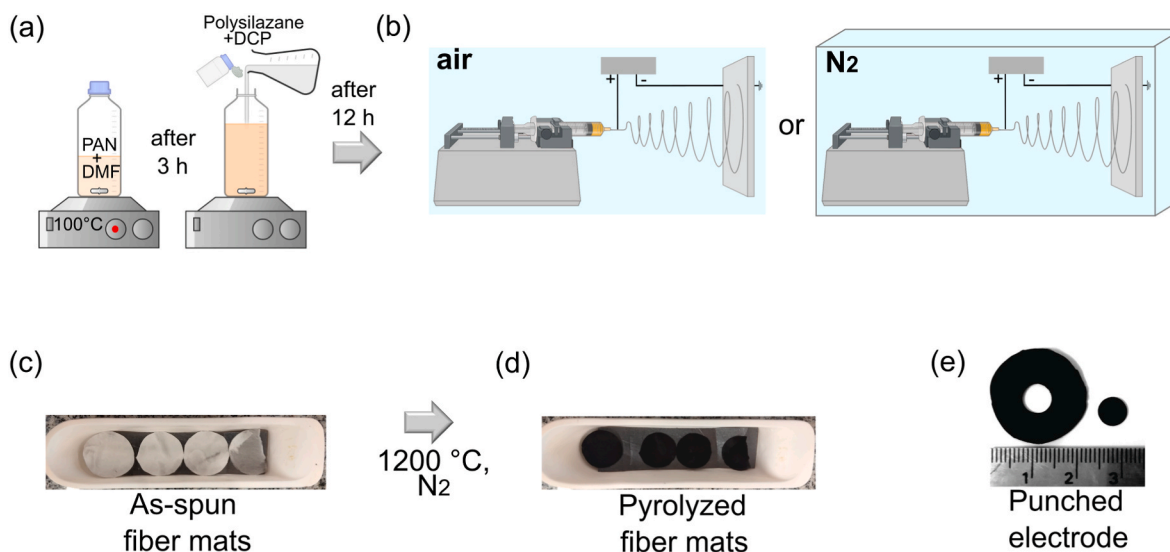 (a)
Polysilazane
+DCP
PAN
+
DMF
100°C
after
3 h
after
12 h
(b)
air
+
-
or
N2
+
-
(c)
As-spun
fiber mats
1200 °C,
N2
(d)
Pyrolyzed
fiber mats
(e)
1 2 3
Punched
electrode